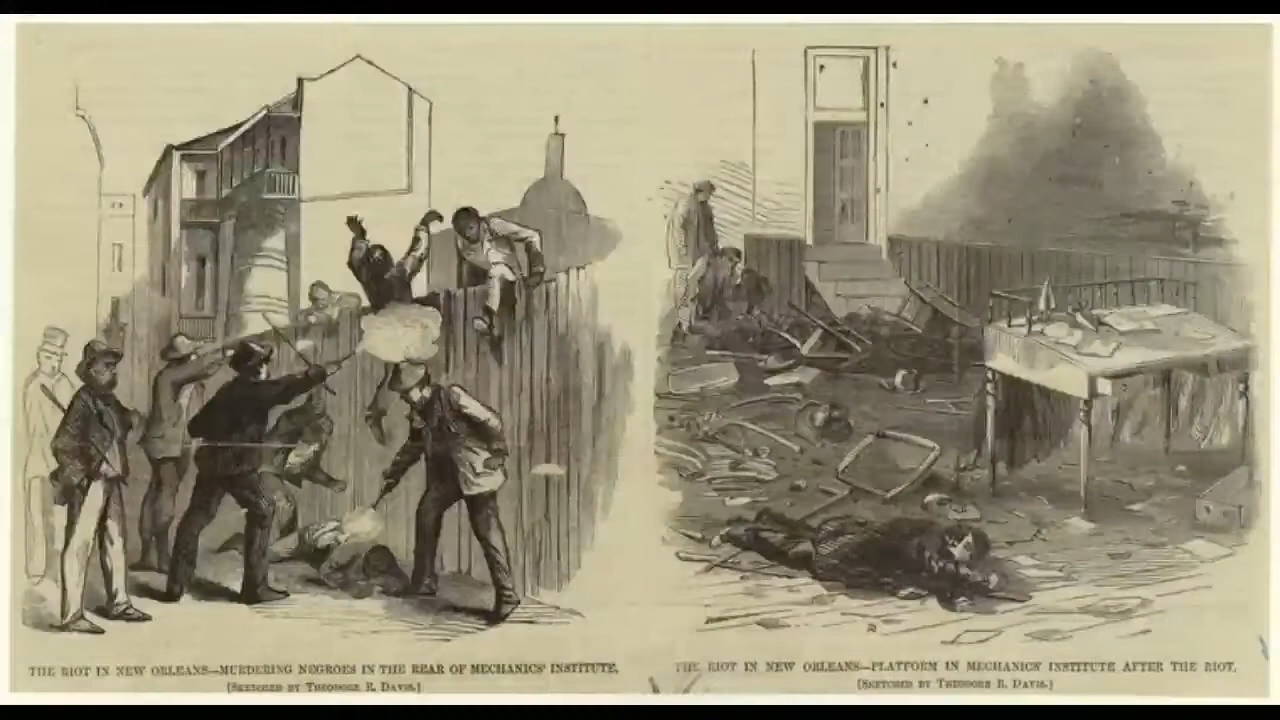 THE RIOT IN NEW ORLEANS—MURDERING NEGROES IN THE REAR OF MECHANICS' INSTITUTE.
[SKETCHED BY THEODORE R. DAVIS.]
THE RIOT IN NEW ORLEANS—PLATFORM IN MECHANICS' INSTITUTE AFTER THE RIOT.
[SKETCHED BY THEODORE R. DAVIS.]